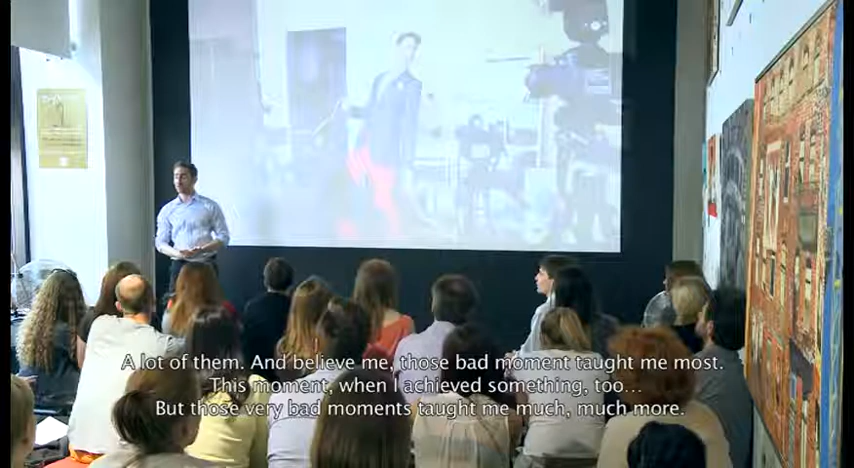 A lot of them. And believe me, those bad moment taught me most.
This moment, when I achieved something, too...
But those very bad moments taught me much, much more.